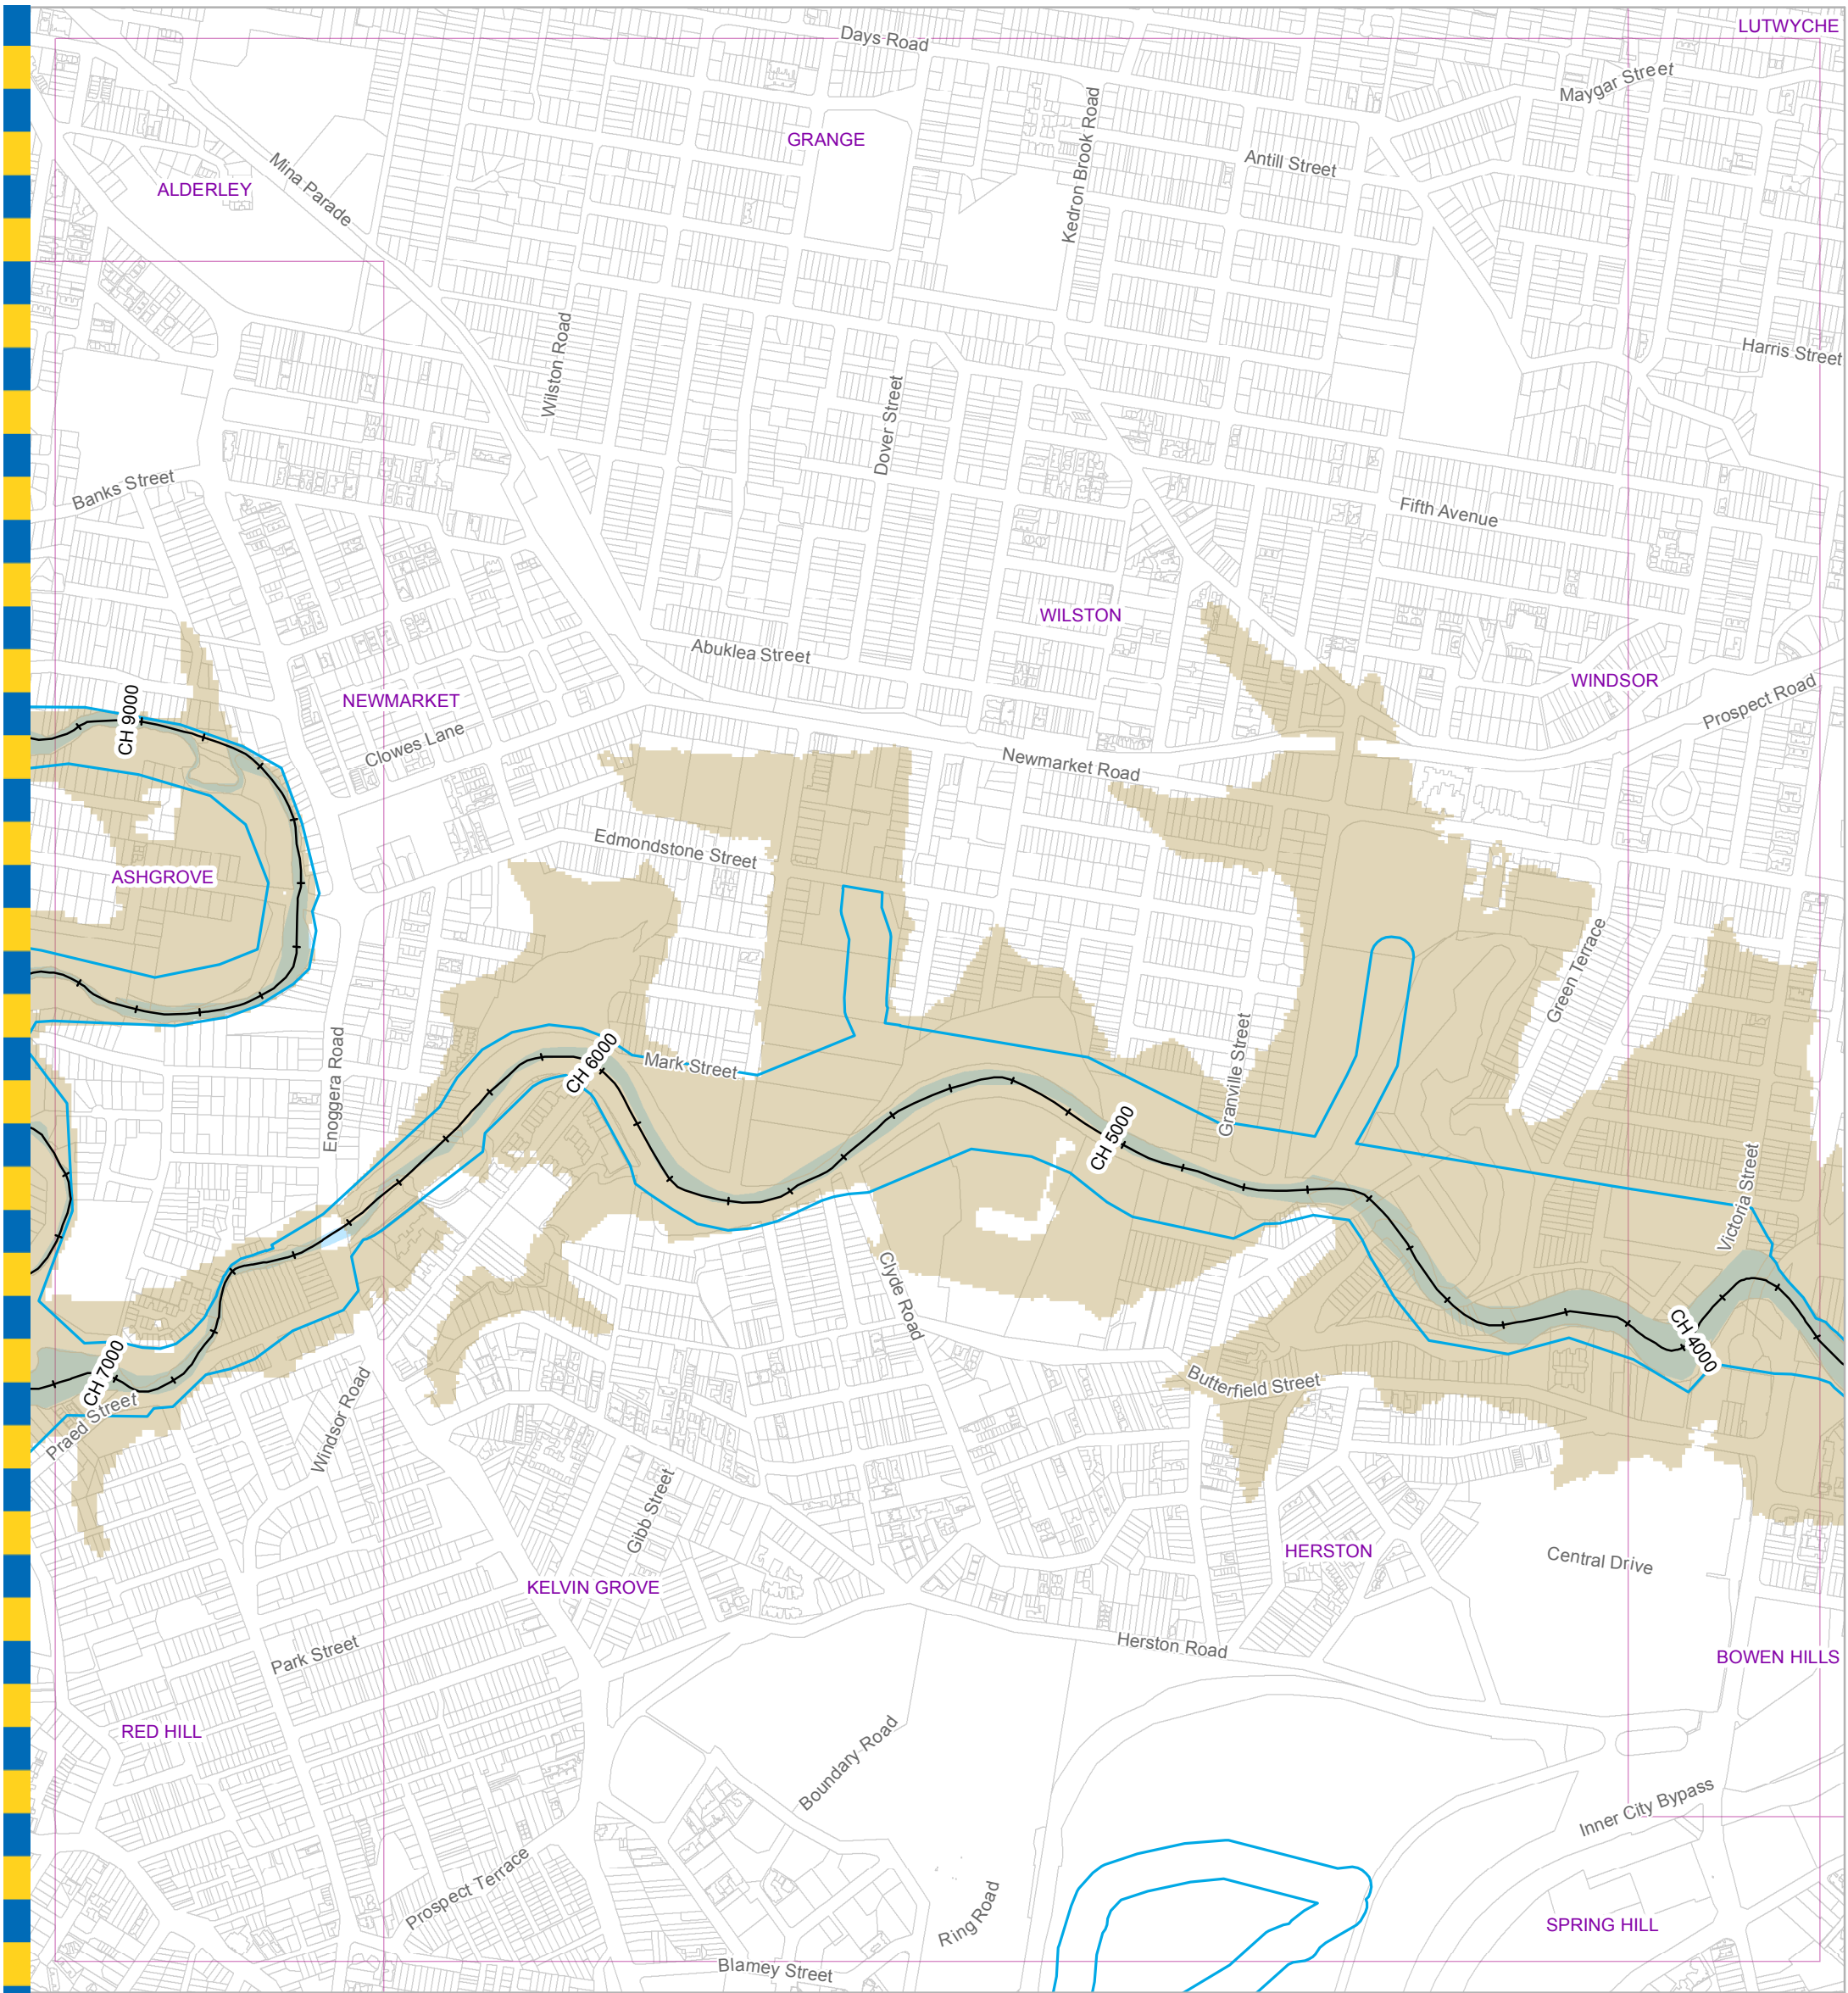 LUTWYCHE
Days Road
Maygar Street
GRANGE
Kedron Brook Road
Antill Street
Mina Parade
ALDERLEY
Harris Street
Wilston Road
Dover Street
Banks Street
Fifth Avenue
WILSTON
Abuklea Street
WINDSOR
Prospect Road
NEWMARKET
CH 9000
Clowes Lane
Newmarket Road
Edmondstone Street
ASHGROVE
Green Terrace
Granville Street
Enoggera Road
CH 6000
Mark Street
CH 5000
Victoria Street
Clyde Road
CH 4000
CH 7000
Praed Street
Butterfield Street
Windsor Road
Gibb Street
HERSTON
Central Drive
KELVIN GROVE
Park Street
Herston Road
BOWEN HILLS
RED HILL
Boundary Road
Inner City Bypass
Prospect Terrace
Ring Road
SPRING HILL
Blamey Street